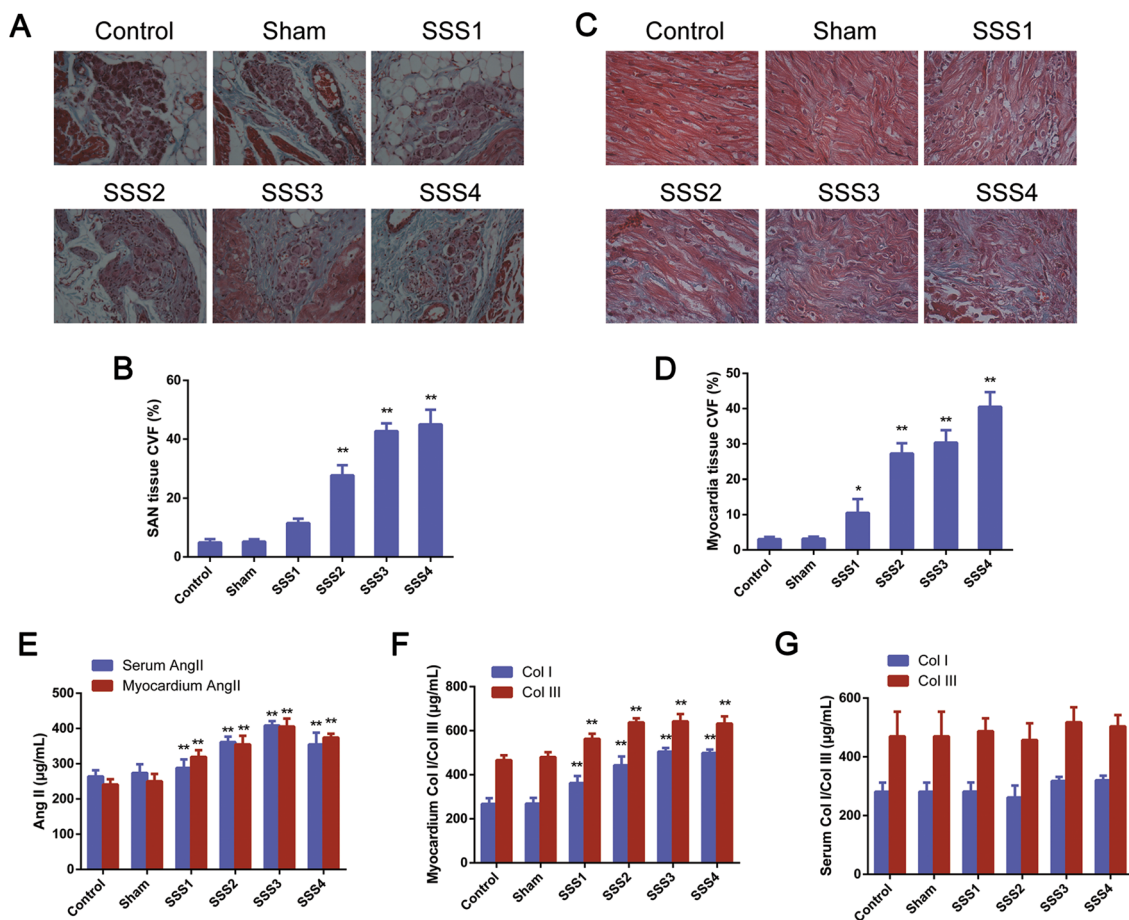 A
Control Sham SSS1
SSS2 SSS3 SSS4
C
Control Sham SSS1
SSS2 SSS3 SSS4
B
SAN tissue CVF (%)
60
40
20
0
** ** **
Control Sham SSS1 SSS2 SSS3 SSS4
D
Myocardia tissue CVF (%)
50
40
30
20
10
0
* ** ** **
Control Sham SSS1 SSS2 SSS3 SSS4
E
Serum AngII
Myocardium AngII
Ang II (µg/mL)
500
400
300
200
100
0
** ** ** ** ** ** ** **
Control Sham SSS1 SSS2 SSS3 SSS4
F
Col I
Col III
Myocardium Col I/Col III (µg/mL)
800
600
400
200
0
** ** ** ** ** ** ** **
Control Sham SSS1 SSS2 SSS3 SSS4
G
Col I
Col III
Serum Col I/Col III (µg/mL)
600
400
200
0
Control Sham SSS1 SSS2 SSS3 SSS4